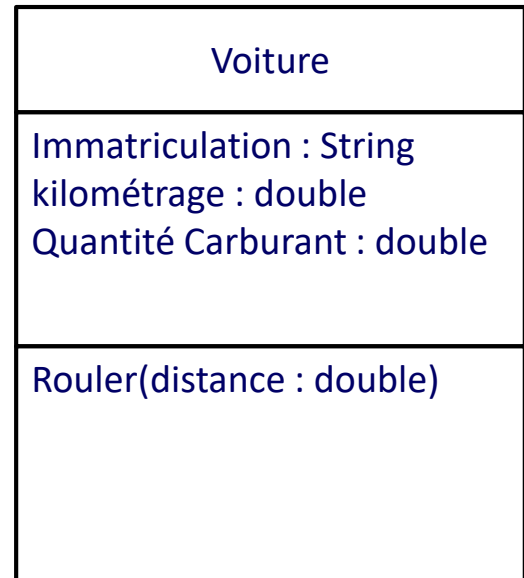 Voiture
Immatriculation : String
kilométrage : double
Quantité Carburant : double
Rouler(distance : double)